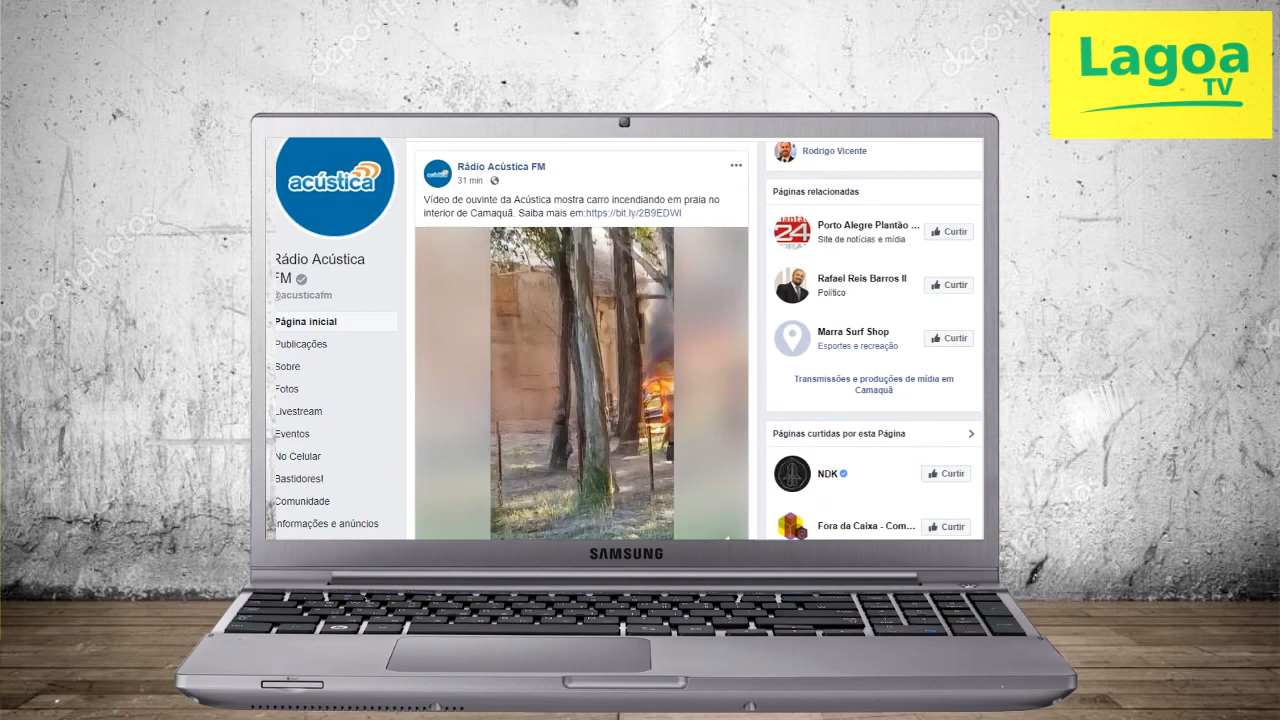 Lagoa
TV
depositphotos
acústica
Rádio Acústica
FM
@acusticafm
Página inicial
Publicações
Sobre
Fotos
Livestream
Eventos
No Celular
Bastidores!
Comunidade
Informações e anúncios
Rádio Acústica FM
31 min
Vídeo de ouvinte da Acústica mostra carro incendiando em praia no
interior de Camaquã. Saiba mais em:https://bit.ly/2B9EDWI
Rodrigo Vicente
Páginas relacionadas
24
Porto Alegre Plantão ...
Site de notícias e mídia
Curtir
Rafael Reis Barros II
Político
Curtir
Marra Surf Shop
Esportes e recreação
Curtir
Transmissões e produções de mídia em
Camaquã
Páginas curtidas por esta Página
NDK
Curtir
Fora da Caixa - Com...
Curtir
SAMSUNG